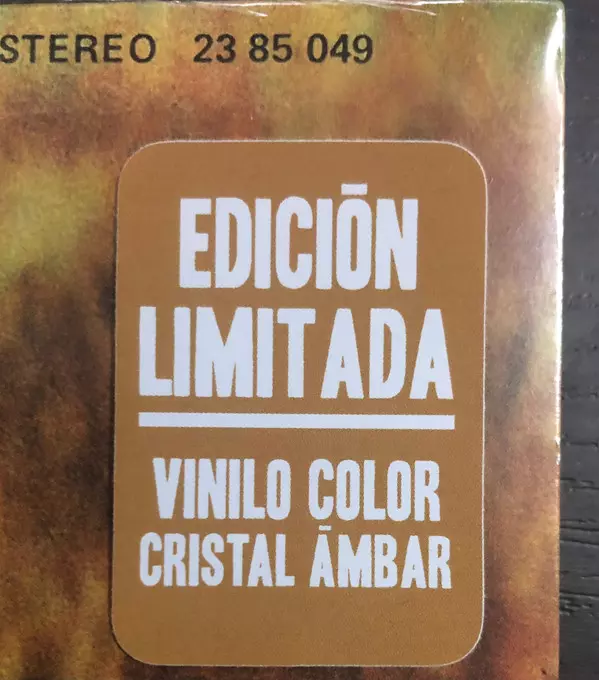 STEREO 23 85 049
EDICIŌN
LIMITADA
VINILO COLOR
CRISTAL ĀMBAR